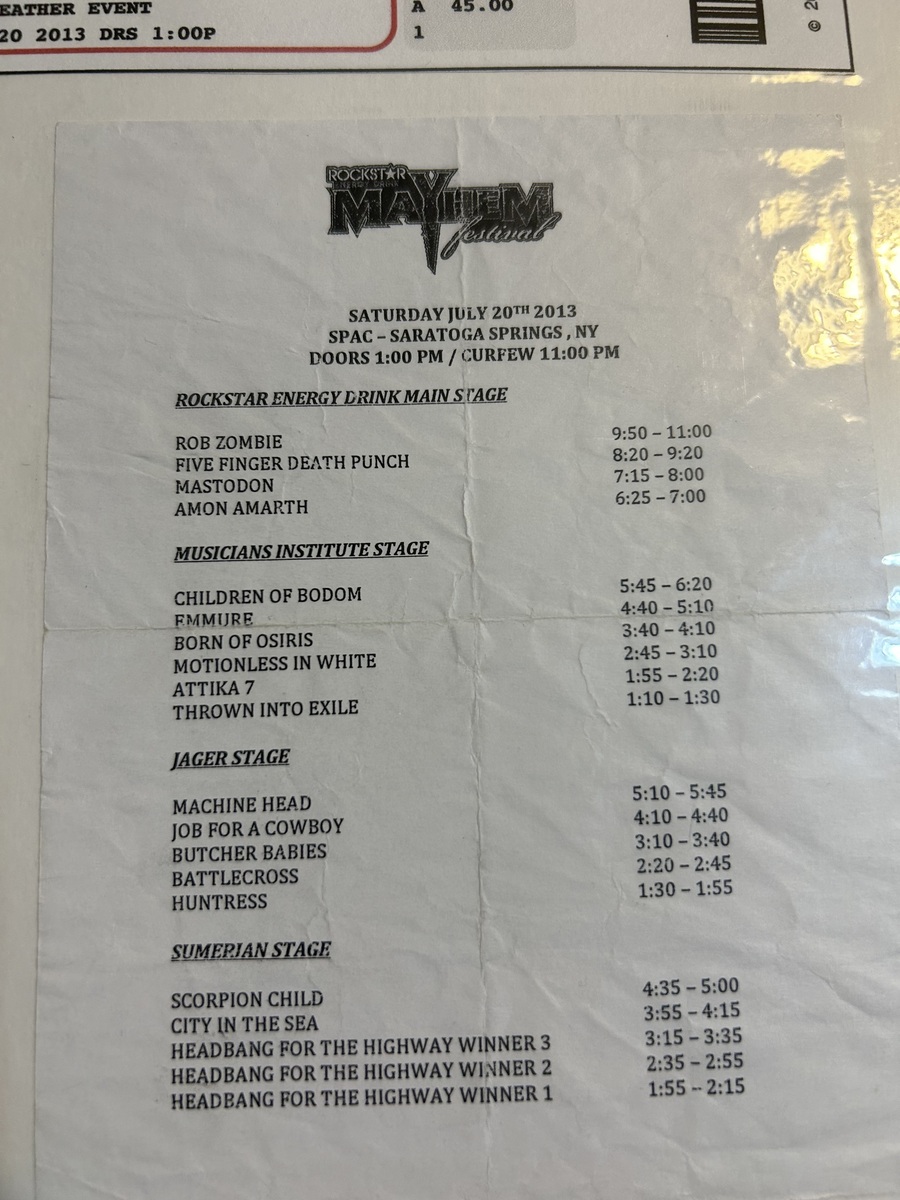 EATHER EVENT
20 2013 DRS 1:00P
A 45.00
1
© 2
ROCKSTAR
ENERGY DRINK
MAYHEM
festival
SATURDAY JULY 20TH 2013
SPAC – SARATOGA SPRINGS , NY
DOORS 1:00 PM / CURFEW 11:00 PM
ROCKSTAR ENERGY DRINK MAIN STAGE
ROB ZOMBIE 9:50 – 11:00
FIVE FINGER DEATH PUNCH 8:20 – 9:20
MASTODON 7:15 – 8:00
AMON AMARTH 6:25 – 7:00
MUSICIANS INSTITUTE STAGE
CHILDREN OF BODOM 5:45 – 6:20
EMMURE 4:40 – 5:10
BORN OF OSIRIS 3:40 – 4:10
MOTIONLESS IN WHITE 2:45 – 3:10
ATTIKA 7 1:55 – 2:20
THROWN INTO EXILE 1:10 – 1:30
JAGER STAGE
MACHINE HEAD 5:10 – 5:45
JOB FOR A COWBOY 4:10 – 4:40
BUTCHER BABIES 3:10 – 3:40
BATTLECROSS 2:20 – 2:45
HUNTRESS 1:30 – 1:55
SUMERIAN STAGE
SCORPION CHILD 4:35 – 5:00
CITY IN THE SEA 3:55 – 4:15
HEADBANG FOR THE HIGHWAY WINNER 3 3:15 – 3:35
HEADBANG FOR THE HIGHWAY WINNER 2 2:35 – 2:55
HEADBANG FOR THE HIGHWAY WINNER 1 1:55 – 2:15